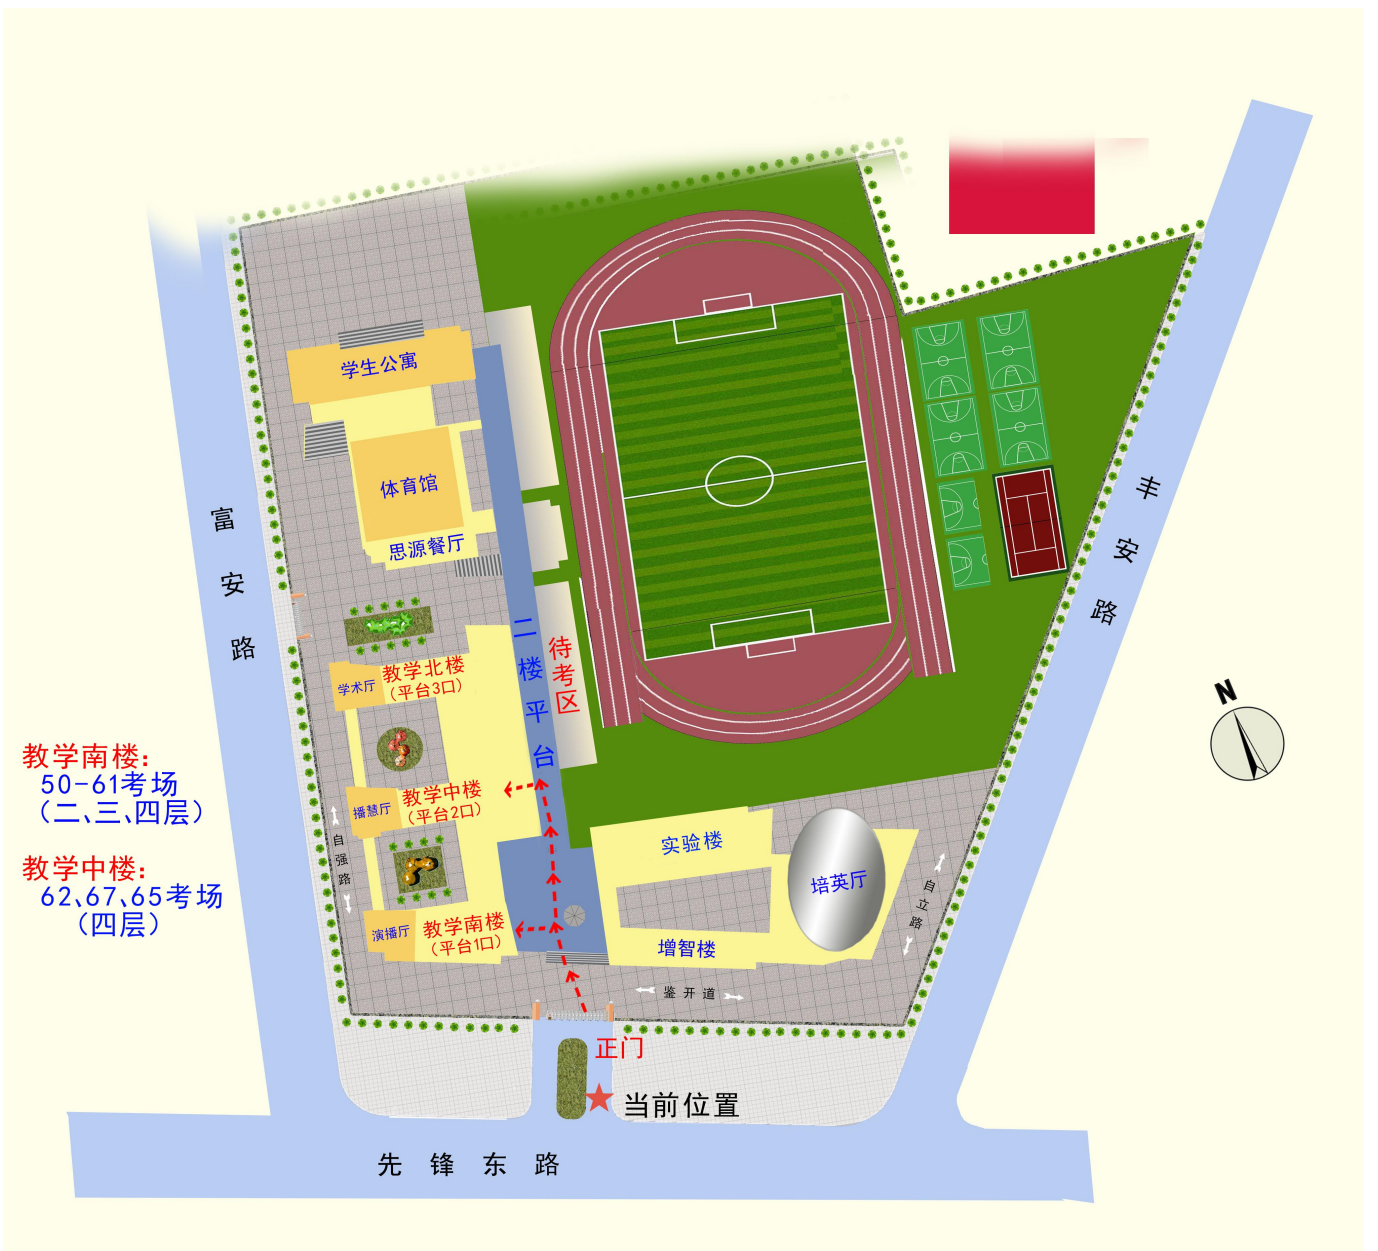 学生公寓
体育馆
思源餐厅
富安路
丰安路
二楼平台
待考区
学术厅
教学北楼
(平台3口)
N
教学南楼:
50-61考场
(二、三、四层)
教学中楼:
62、67、65考场
(四层)
播慧厅
教学中楼
(平台2口)
自强路
演播厅
教学南楼
(平台1口)
实验楼
培英厅
增智楼
自立路
鉴开道
正门
当前位置
先锋东路